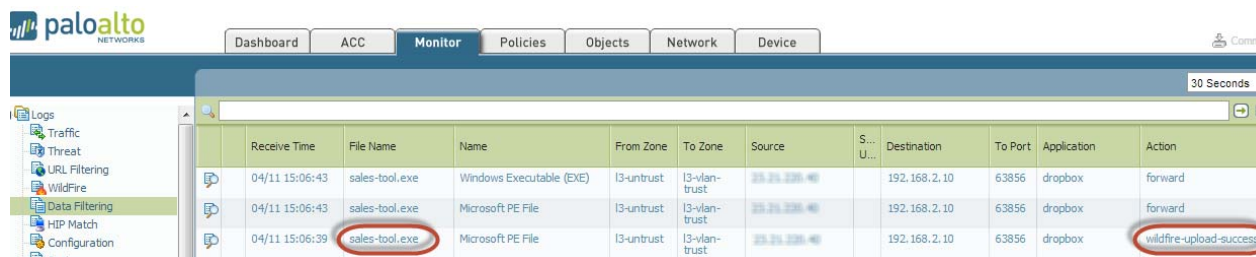 paloalto
NETWORKS
Dashboard ACC Monitor Policies Objects Network Device
30 Seconds
Logs
Traffic
Threat
URL Filtering
WildFire
Data Filtering
HIP Match
Configuration
Receive Time File Name Name From Zone To Zone Source S... U... Destination To Port Application Action
04/11 15:06:43 sales-tool.exe Windows Executable (EXE) l3-untrust l3-vlan-trust 192.168.2.10 63856 dropbox forward
04/11 15:06:43 sales-tool.exe Microsoft PE File l3-untrust l3-vlan-trust 192.168.2.10 63856 dropbox forward
04/11 15:06:39 sales-tool.exe Microsoft PE File l3-untrust l3-vlan-trust 192.168.2.10 63856 dropbox wildfire-upload-success